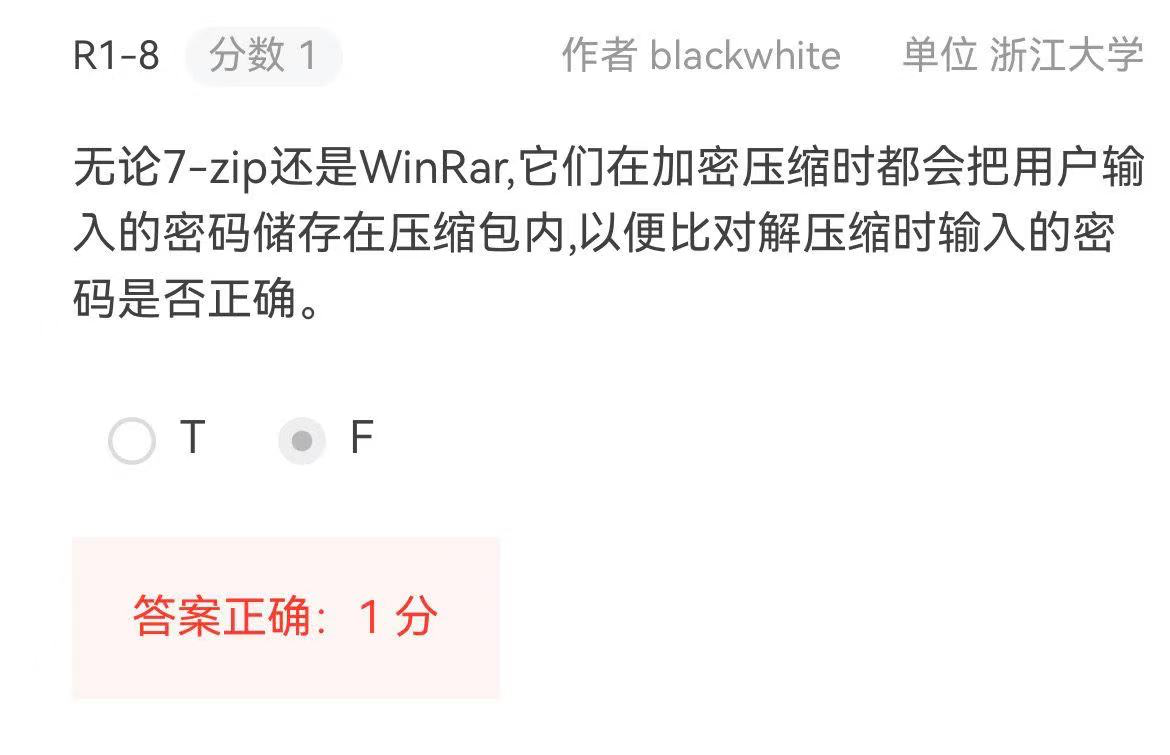 R1-8 分数 1 作者 blackwhite 单位 浙江大学
无论7-zip还是WinRar,它们在加密压缩时都会把用户输
入的密码储存在压缩包内,以便比对解压缩时输入的密
码是否正确。
T F
答案正确：1 分